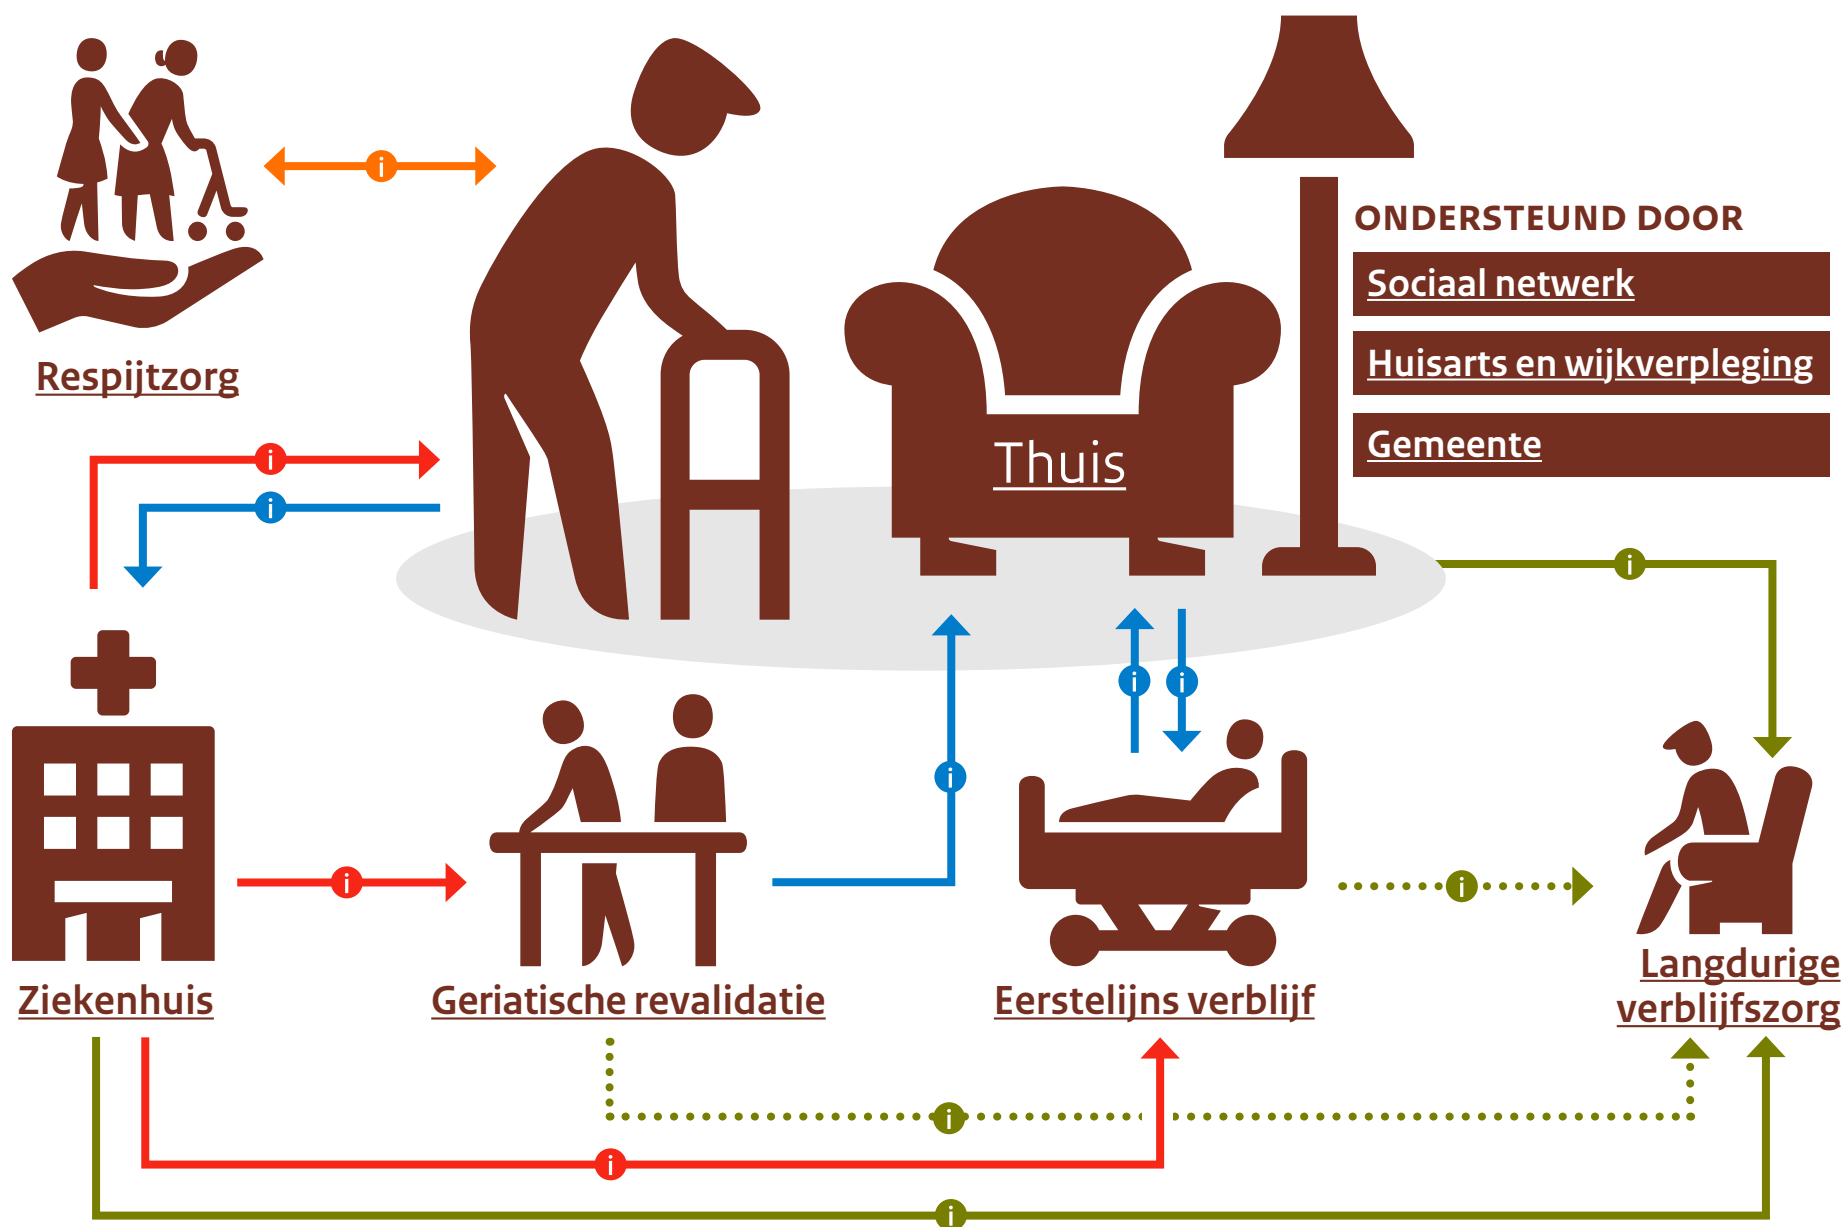 ONDERSTEUND DOOR
Sociaal netwerk
Huisarts en wijkverpleging
Gemeente
Respijtzorg
Thuis
i
i
i
i
i
i
i
i
i
i
Ziekenhuis
Geriatische revalidatie
Eerstelijns verblijf
Langdurige
verblijfszorg
i
i
i